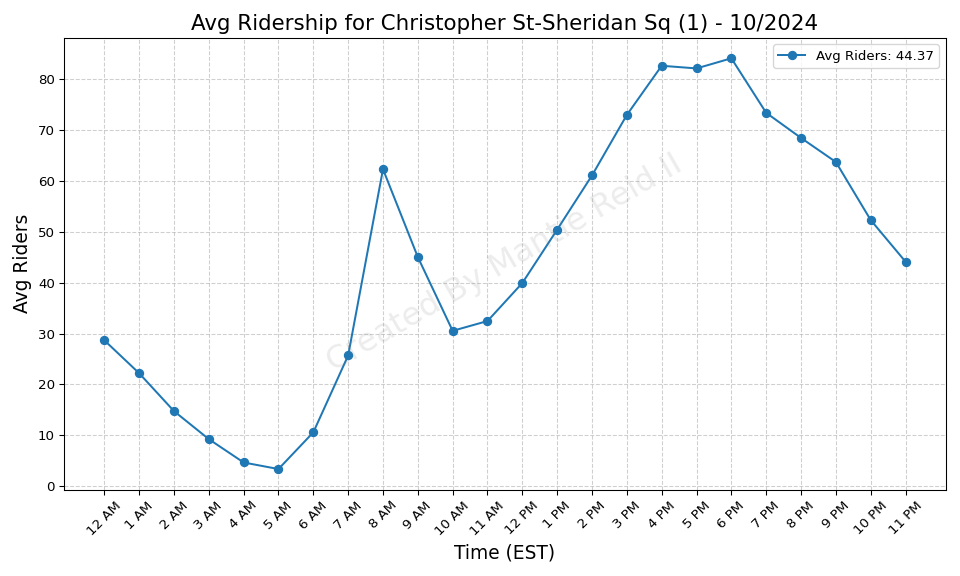 Avg Ridership for Christopher St-Sheridan Sq (1) - 10/2024
Avg Riders: 44.37
80
70
60
50
40
30
20
10
0
Avg Riders
Created By Mantle Reid II
12 AM
1 AM
2 AM
3 AM
4 AM
5 AM
6 AM
7 AM
8 AM
9 AM
10 AM
11 AM
12 PM
1 PM
2 PM
3 PM
4 PM
5 PM
6 PM
7 PM
8 PM
9 PM
10 PM
11 PM
Time (EST)